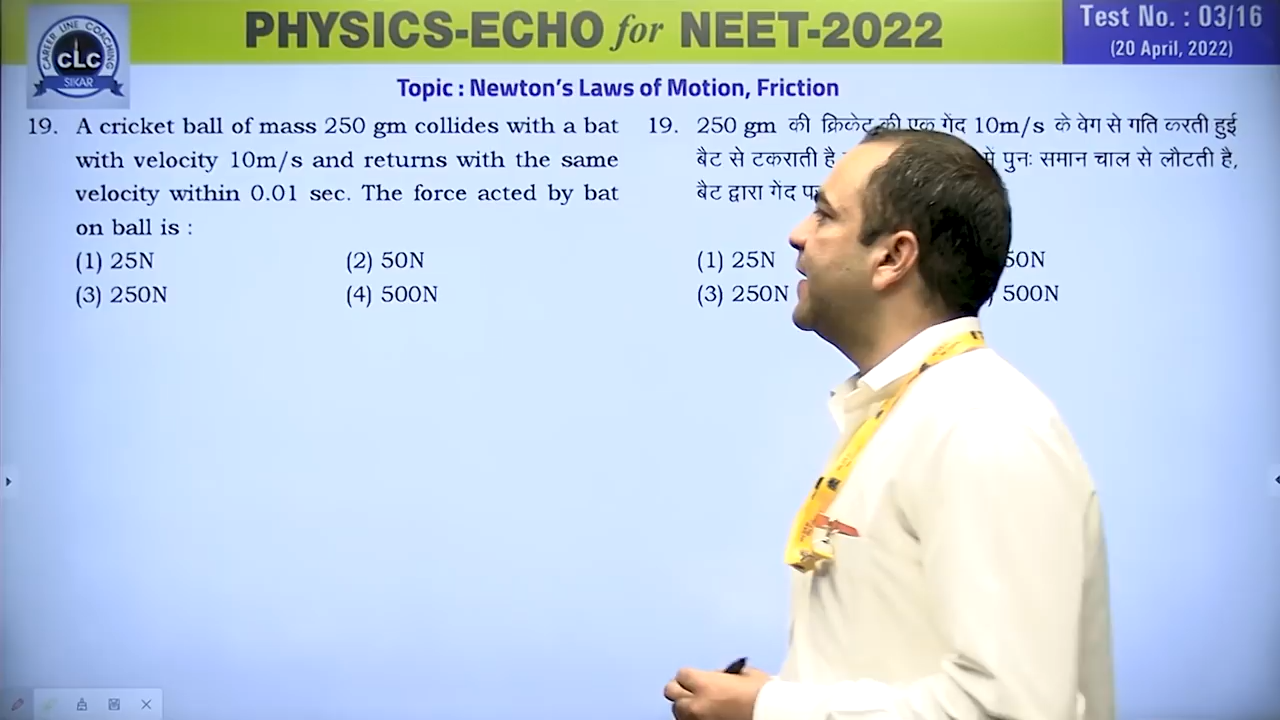 PHYSICS-ECHO for NEET-2022
Test No. : 03/16
(20 April, 2022)
CAREER LINE COACHING
CLC
SIKAR
Topic : Newton's Laws of Motion, Friction
19. A cricket ball of mass 250 gm collides with a bat
with velocity 10m/s and returns with the same
velocity within 0.01 sec. The force acted by bat
on ball is :
(1) 25N (2) 50N
(3) 250N (4) 500N
19. 250 gm की क्रिकेट की एक गेंद 10m/s के वेग से गति करती हुई
बैट से टकराती है में पुनः समान चाल से लौटती है,
बैट द्वारा गेंद
(1) 25N 50N
(3) 250N 500N